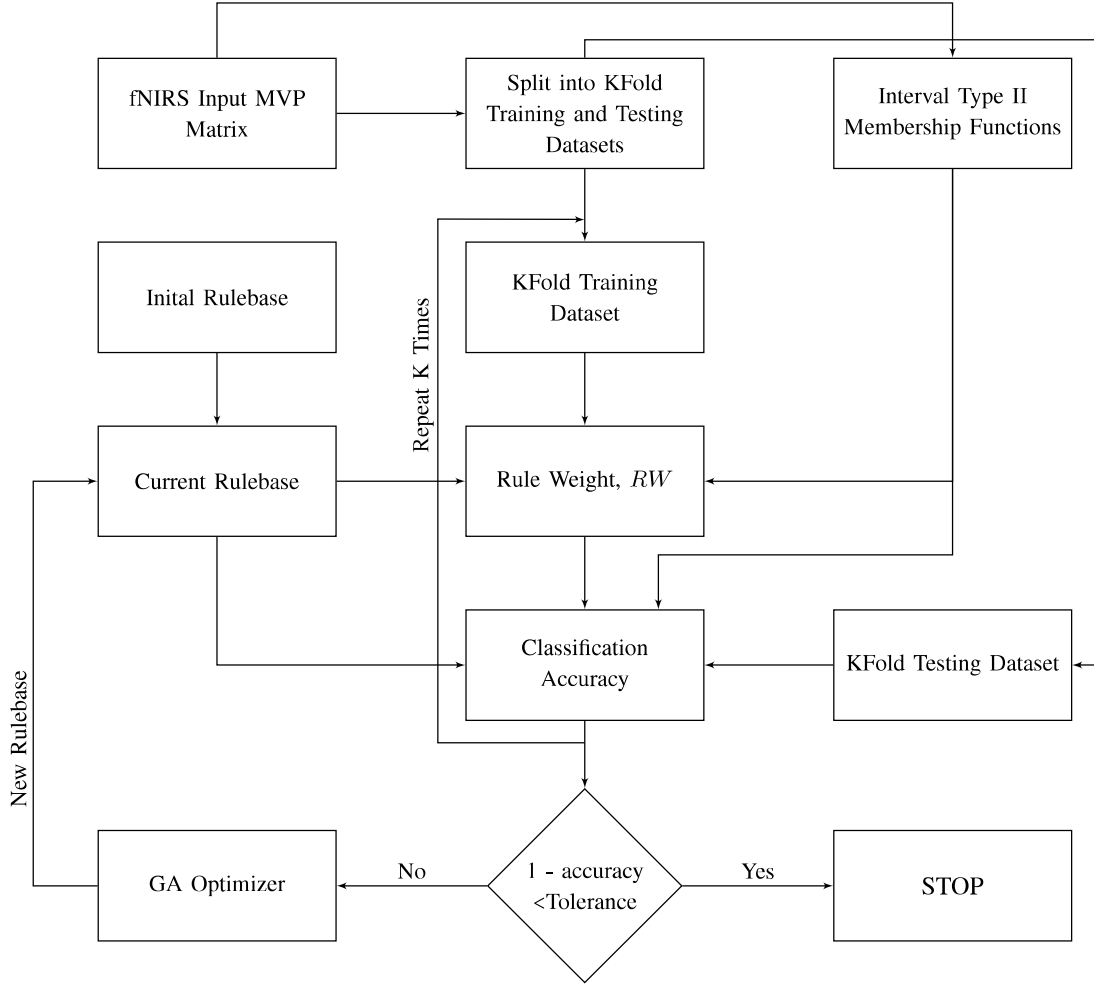 fNIRS Input MVP
Matrix
Split into KFold
Training and Testing
Datasets
Interval Type II
Membership Functions
Inital Rulebase
KFold Training
Dataset
Repeat K Times
Current Rulebase
Rule Weight, RW
Classification
Accuracy
KFold Testing Dataset
New Rulebase
GA Optimizer
No
1 - accuracy
<Tolerance
Yes
STOP